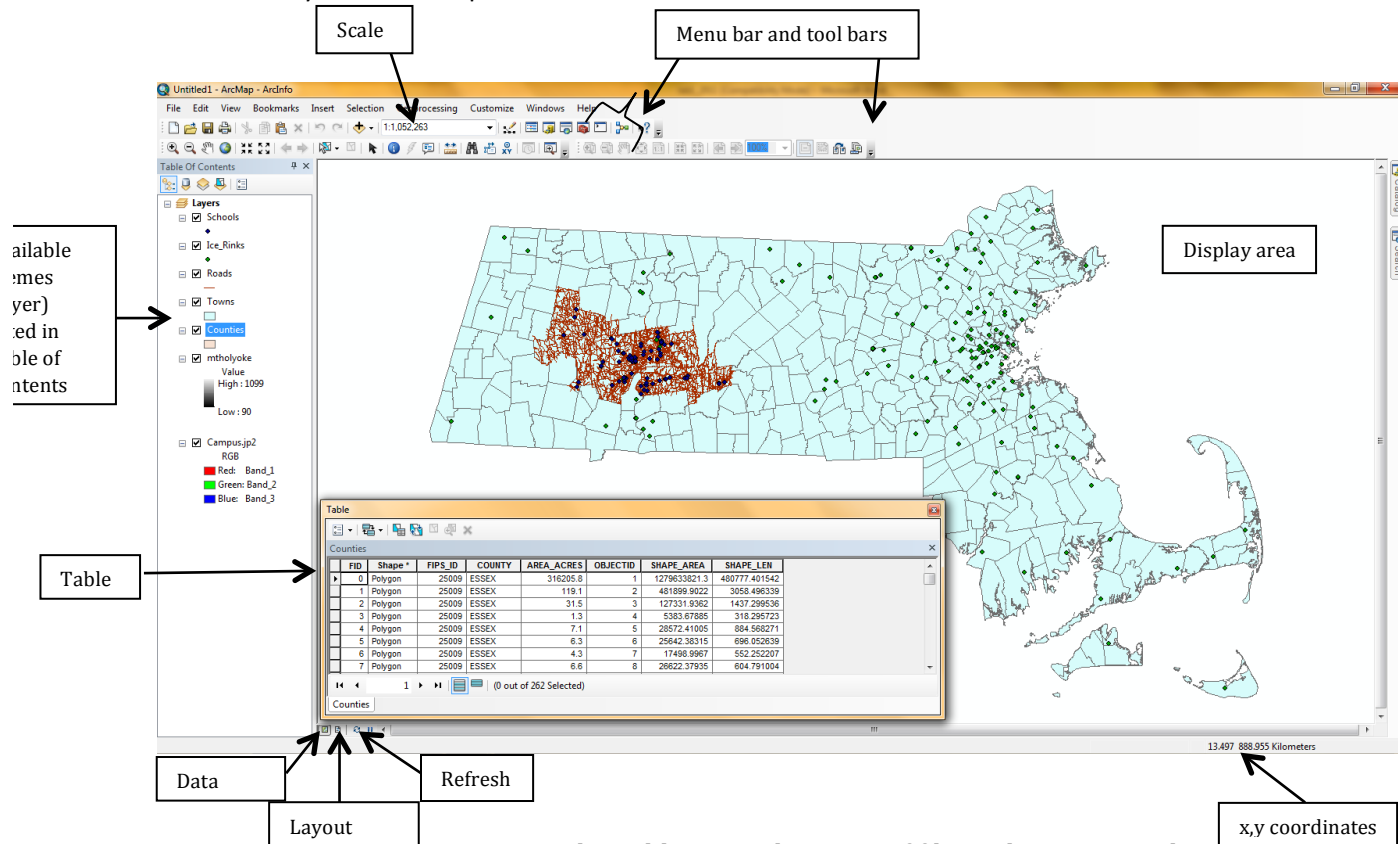 Scale
Menu bar and tool bars
Untitled1 - ArcMap - ArcInfo
File Edit View Bookmarks Insert Selection Customize Windows Help
1:1,052,263
100%
Table Of Contents
Layers
Schools
Ice_Rinks
Roads
Towns
Counties
mtholyoke
Value
High : 1099
Low : 90
Campus.jp2
RGB
Red: Band_1
Green: Band_2
Blue: Band_3
Display area
Catalog
Search
ailable
emes
yer)
ted in
ble of
ntents
Table
Table
Counties
FID Shape * FIPS_ID COUNTY AREA_ACRES OBJECTID SHAPE_AREA SHAPE_LEN
0 Polygon 25009 ESSEX 316205.8 1 1279633821.3 480777.401542
1 Polygon 25009 ESSEX 119.1 2 481899.9022 3058.496339
2 Polygon 25009 ESSEX 31.5 3 127331.9362 1437.299536
3 Polygon 25009 ESSEX 1.3 4 5383.67885 318.295723
4 Polygon 25009 ESSEX 7.1 5 28572.41005 884.568271
5 Polygon 25009 ESSEX 6.3 6 25642.38315 696.052639
6 Polygon 25009 ESSEX 4.3 7 17498.9967 552.252207
7 Polygon 25009 ESSEX 6.6 8 26622.37935 604.791004
1 (0 out of 262 Selected)
Counties
13.497 888.955 Kilometers
Data
Refresh
Layout
x,y coordinates